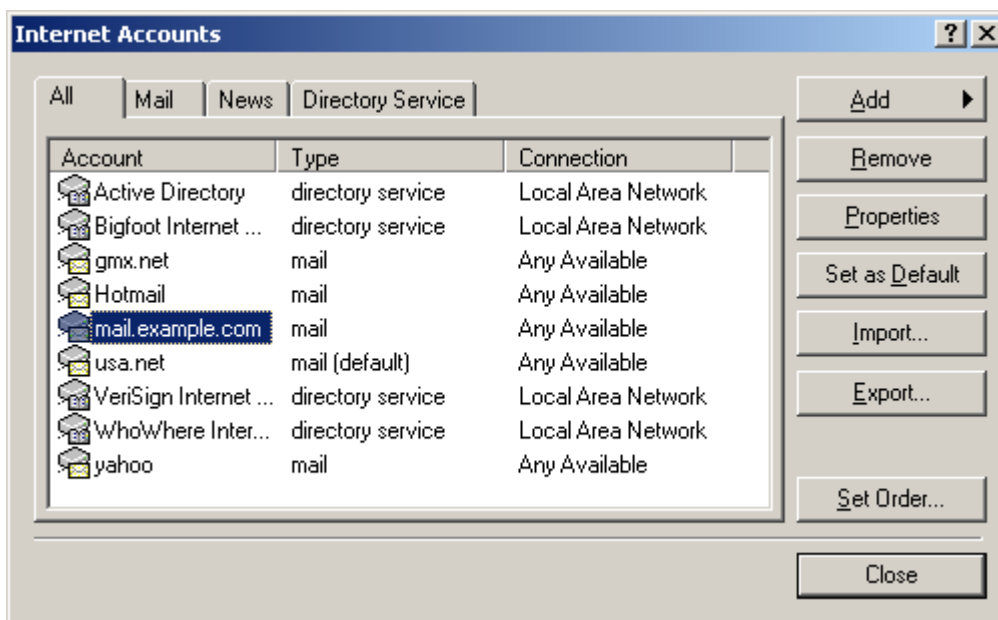 Internet Accounts
All Mail News Directory Service
Add
Remove
Properties
Set as Default
Import...
Export...
Set Order...
Close
Account Type Connection
Active Directory directory service Local Area Network
Bigfoot Internet ... directory service Local Area Network
gmx.net mail Any Available
Hotmail mail Any Available
mail.example.com mail Any Available
usa.net mail (default) Any Available
VeriSign Internet ... directory service Local Area Network
WhoWhere Inter... directory service Local Area Network
yahoo mail Any Available